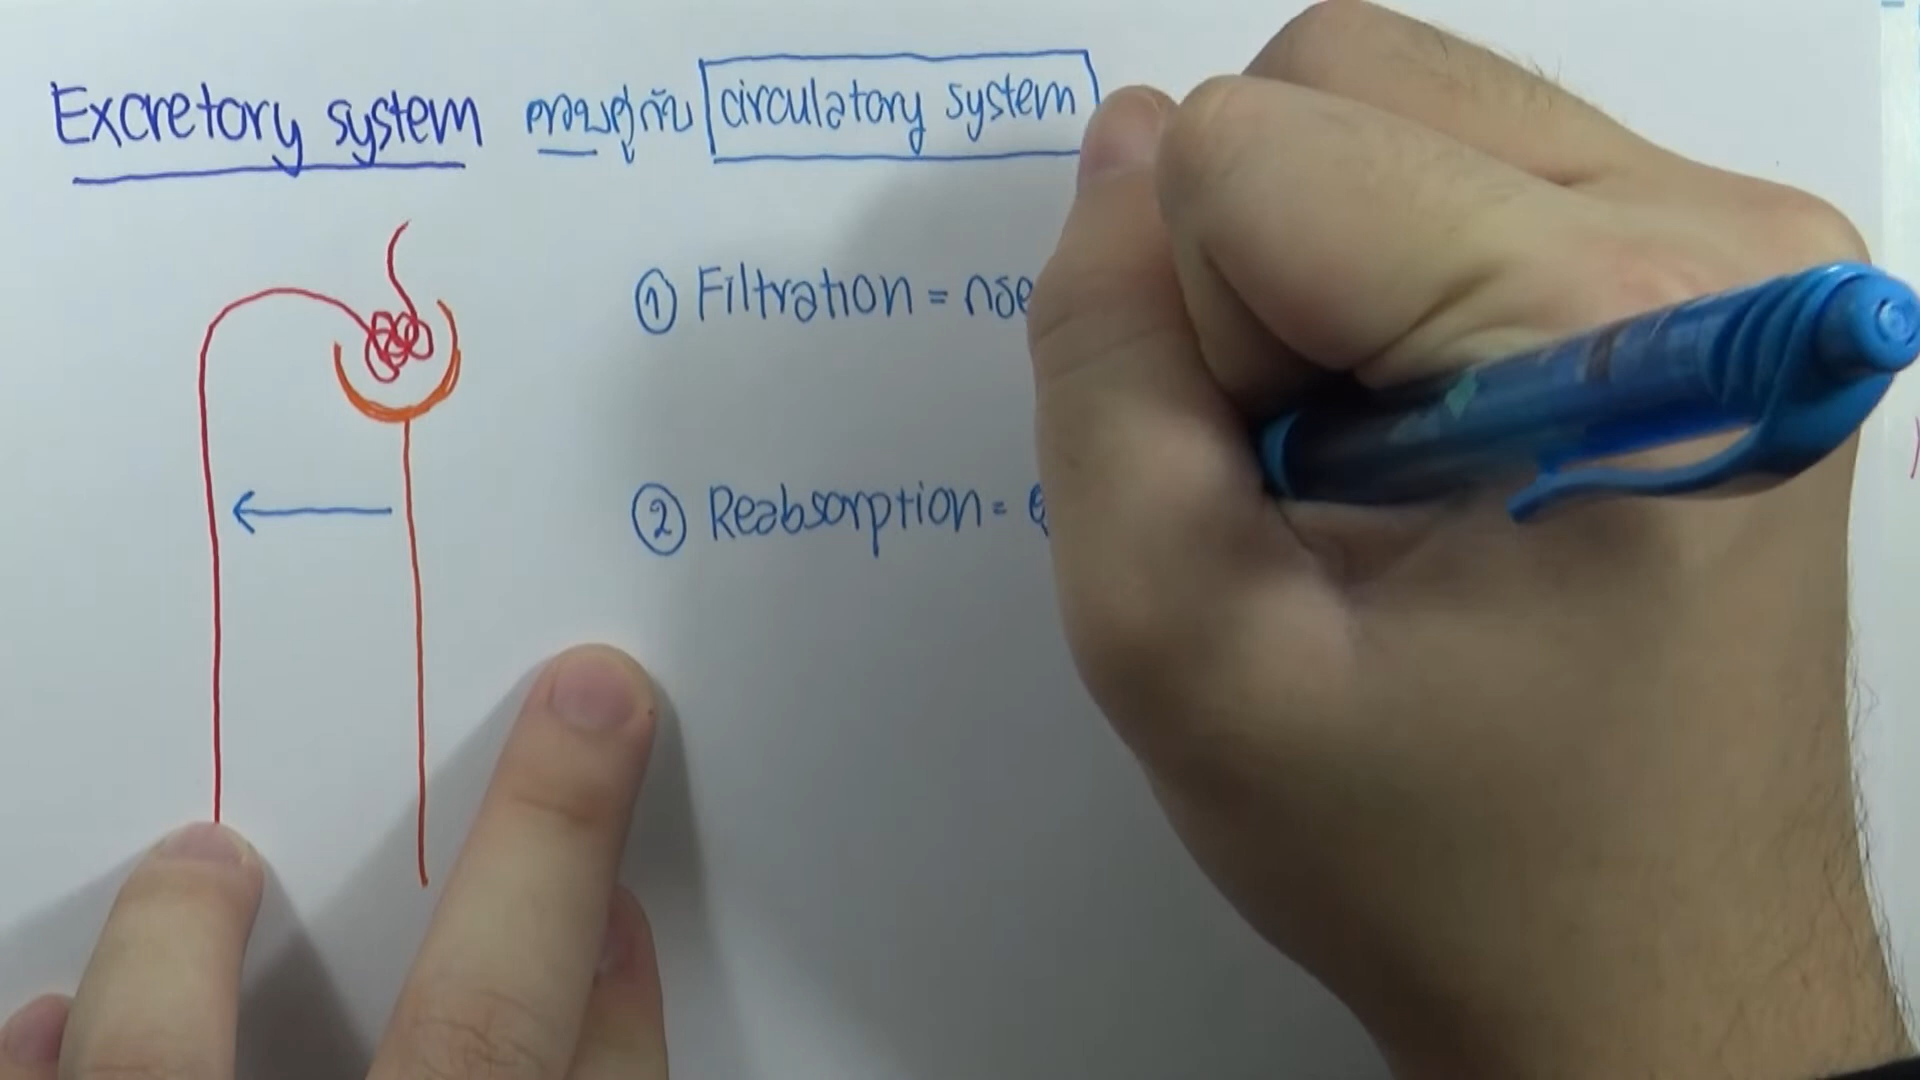 Excretory system ควบคู่กับ circulatory system
① Filtration = กรอ
② Reabsorption =